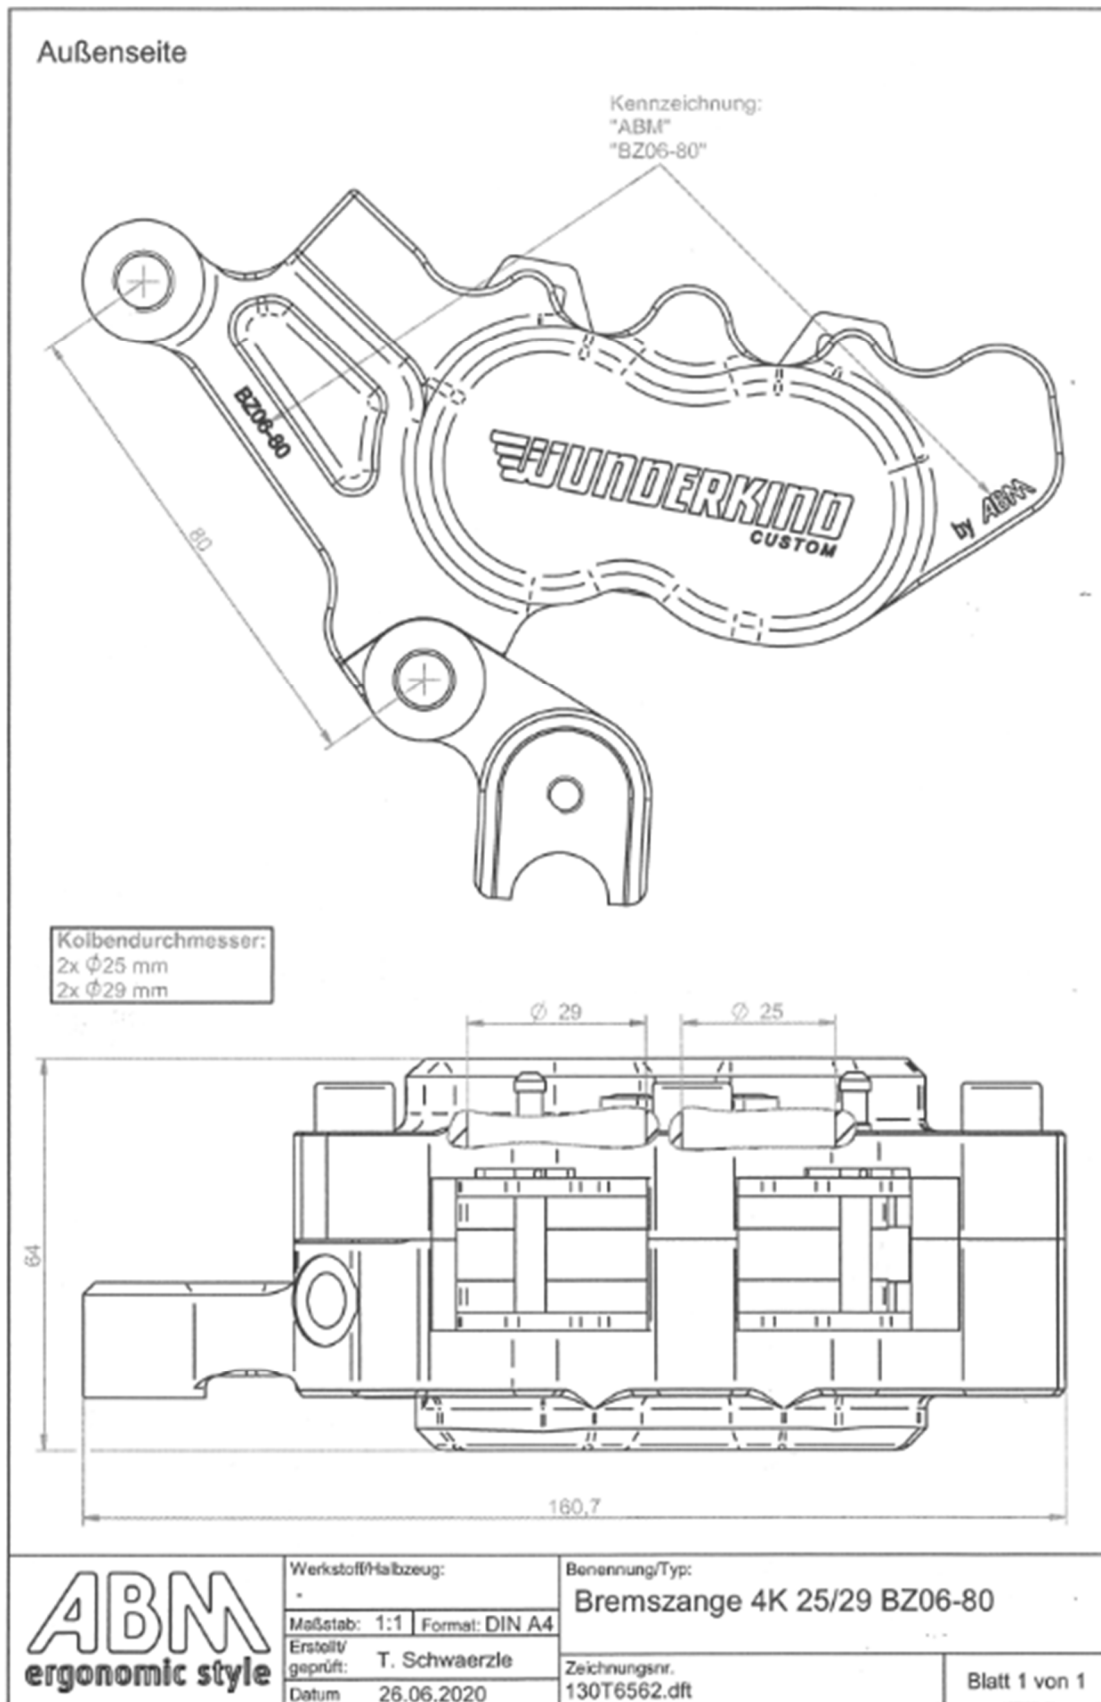 Außenseite
Kennzeichnung:
"ABM"
"BZ06-80"
BZ06-80
80
WUNDERKIND
CUSTOM
by ABM
Kolbendurchmesser:
2x Ø25 mm
2x Ø29 mm
Ø 29
Ø 25
64
160,7
ABM
ergonomic style
Werkstoff/Halbzeug:
-
Maßstab: 1:1 Format: DIN A4
Erstellt/
geprüft: T. Schwaerzle
Datum 26.06.2020
Benennung/Typ:
Bremszange 4K 25/29 BZ06-80
Zeichnungsnr.
130T6562.dft
Blatt 1 von 1